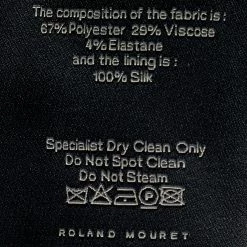 The composition of the fabric is :
67% Polyester 29% Viscose
4% Elastane
and the lining is :
100% Silk
Specialist Dry Clean Only
Do Not Spot Clean
Do Not Steam
ROLAND MOURET